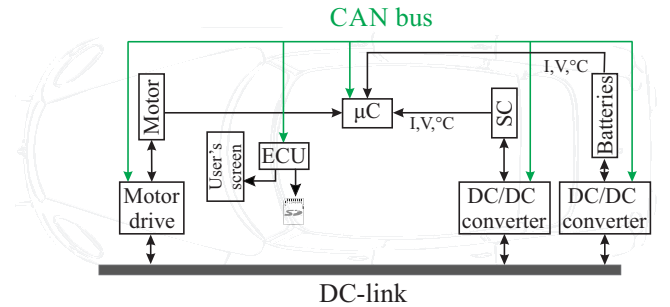 CAN bus
I,V,°C
Motor
µC
I,V,°C
SC
Batteries
User's
screen
ECU
SD
Motor
drive
DC/DC
converter
DC/DC
converter
DC-link